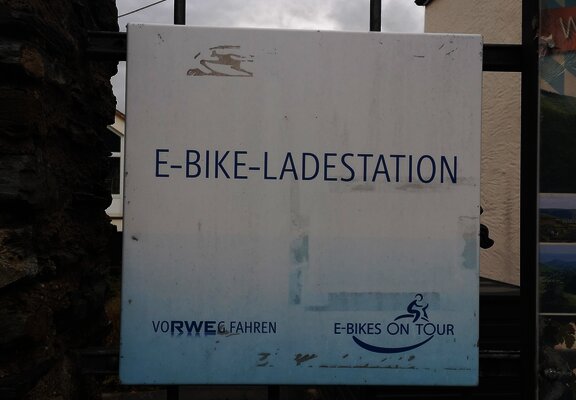 E-BIKE-LADESTATION
VORWEG FAHREN
E-BIKES ON TOUR
W